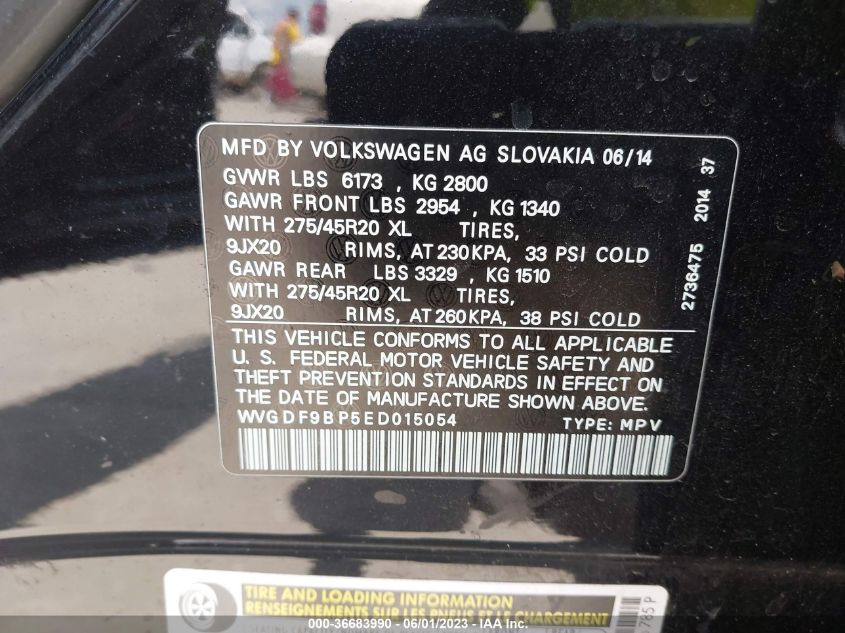 MFD BY VOLKSWAGEN AG SLOVAKIA 06/14
GVWR LBS 6173 , KG 2800
GAWR FRONT LBS 2954 , KG 1340
WITH 275/45R20 XL TIRES,
9JX20 RIMS, AT 230KPA, 33 PSI COLD
GAWR REAR LBS 3329 , KG 1510
WITH 275/45R20 XL TIRES,
9JX20 RIMS, AT 260KPA, 38 PSI COLD
THIS VEHICLE CONFORMS TO ALL APPLICABLE
U. S. FEDERAL MOTOR VEHICLE SAFETY AND
THEFT PREVENTION STANDARDS IN EFFECT ON
THE DATE OF MANUFACTURE SHOWN ABOVE.
WVGDF9BP5ED015054 TYPE: MPV
2736475 2014 37
TIRE AND LOADING INFORMATION
RENSEIGNEMENTS SUR LES PNEUS ET LE CHARGEMENT
785 P
000-36683990 - 06/01/2023 - IAA Inc.